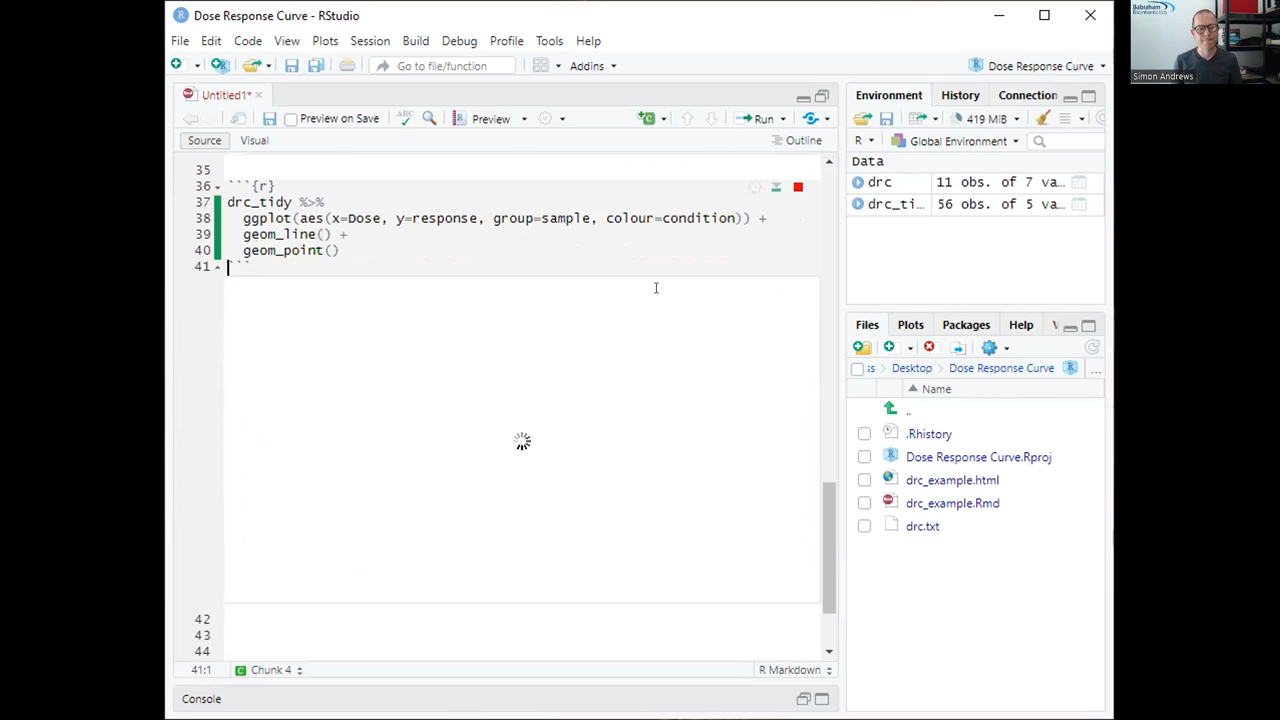 Dose Response Curve - RStudio
File Edit Code View Plots Session Build Debug Profile Tools Help
Go to file/function Addins Dose Response Curve
Untitled1*
Preview on Save Preview Run
Source Visual Outline
35
36 ```{r}
37 drc_tidy %>%
38 ggplot(aes(x=Dose, y=response, group=sample, colour=condition)) +
39 geom_line() +
40 geom_point()
41 ```
42
43
44
41:1 Chunk 4 R Markdown
Console
Environment History Connection
419 MiB
R Global Environment
Data
drc 11 obs. of 7 va…
drc_ti… 56 obs. of 5 va…
Files Plots Packages Help V
ss Desktop Dose Response Curve ...
Name
..
.Rhistory
Dose Response Curve.Rproj
drc_example.html
drc_example.Rmd
drc.txt
Babraham
Simon Andrews